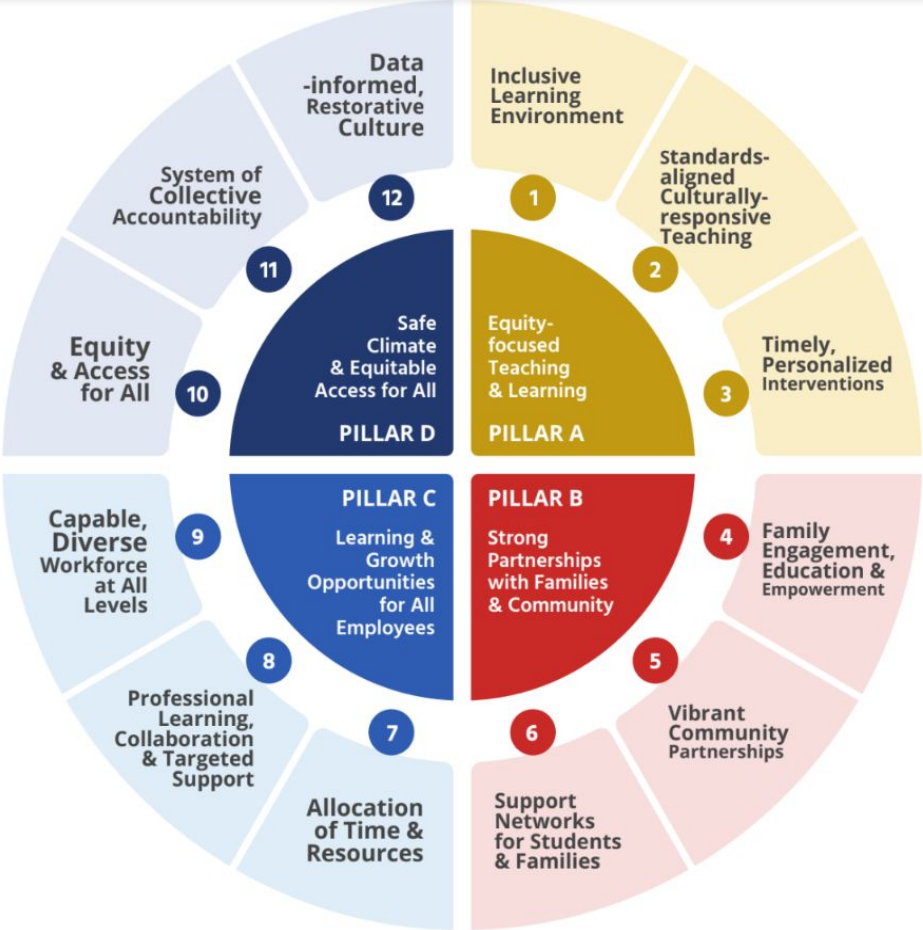 Inclusive
Learning
Environment
1
Standards-
aligned
Culturally-
responsive
Teaching
2
Timely,
Personalized
Interventions
3
Equity-
focused
Teaching
& Learning
PILLAR A
PILLAR B
Strong
Partnerships
with Families
& Community
4
Family
Engagement,
Education &
Empowerment
5
Vibrant
Community
Partnerships
6
Support
Networks
for Students
& Families
PILLAR C
Learning &
Growth
Opportunities
for All
Employees
7
Allocation
of Time &
Resources
8
Professional
Learning,
Collaboration
& Targeted
Support
9
Capable,
Diverse
Workforce
at All
Levels
Safe
Climate
& Equitable
Access for All
PILLAR D
10
Equity
& Access
for All
11
System of
Collective
Accountability
12
Data
-informed,
Restorative
Culture